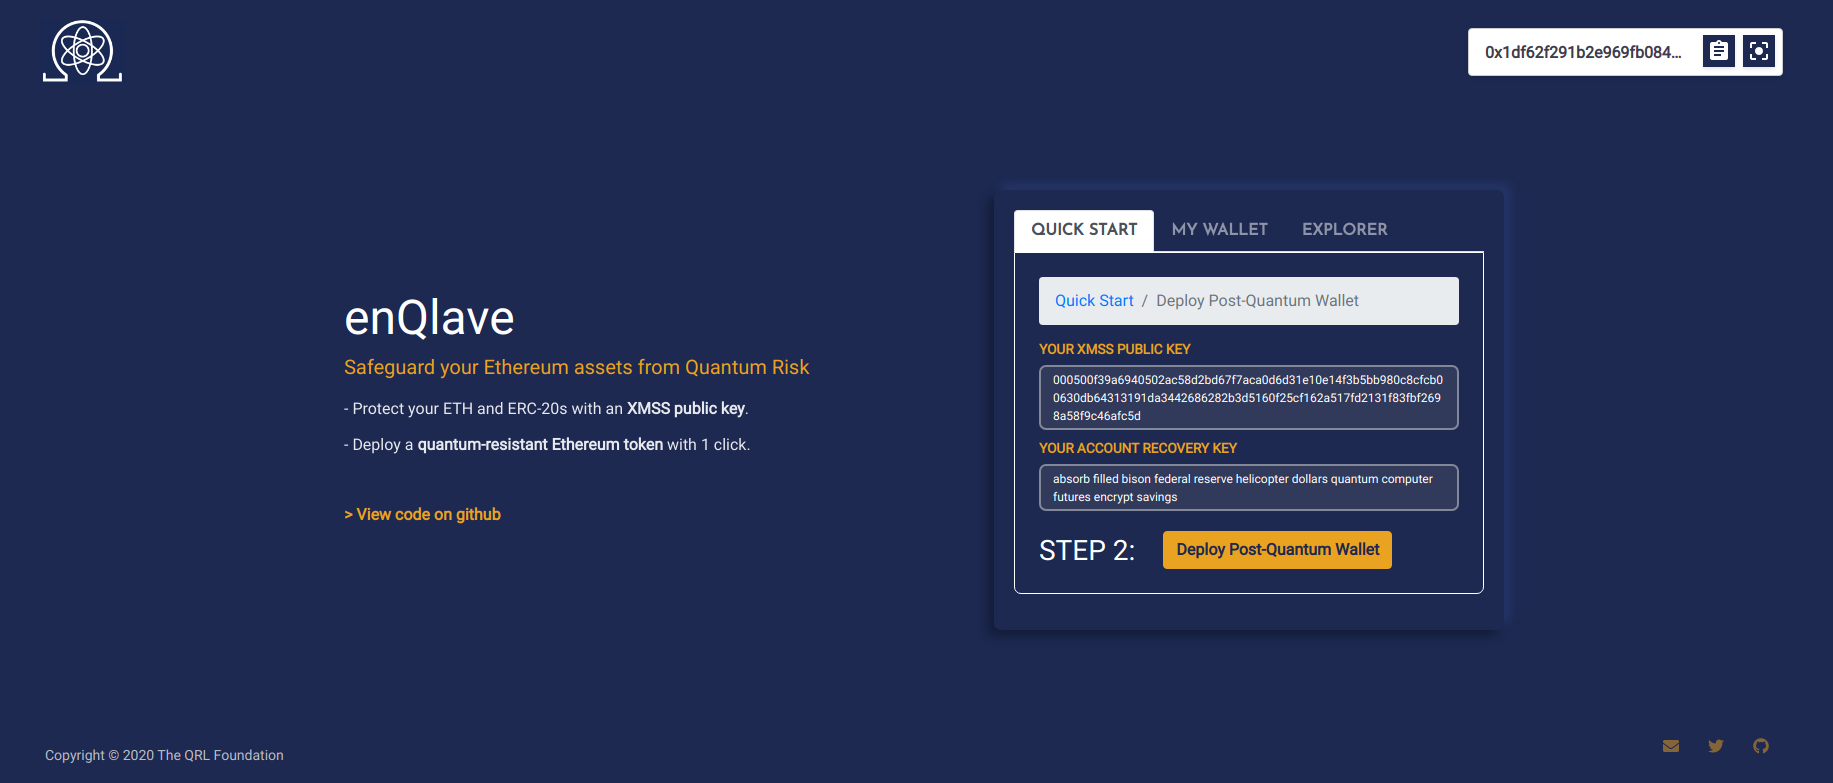 0x1df62f291b2e969fb084...
QUICK START
MY WALLET
EXPLORER
enQlave
Safeguard your Ethereum assets from Quantum Risk
- Protect your ETH and ERC-20s with an XMSS public key.
- Deploy a quantum-resistant Ethereum token with 1 click.
> View code on github
Quick Start / Deploy Post-Quantum Wallet
YOUR XMSS PUBLIC KEY
000500f39a6940502ac58d2bd67f7aca0d6d31e10e14f3b5bb980c8cfcb0
0630db64313191da3442686282b3d5160f25cf162a517fd2131f83fbf269
8a58f9c46afc5d
YOUR ACCOUNT RECOVERY KEY
absorb filled bison federal reserve helicopter dollars quantum computer
futures encrypt savings
STEP 2:
Deploy Post-Quantum Wallet
Copyright © 2020 The QRL Foundation